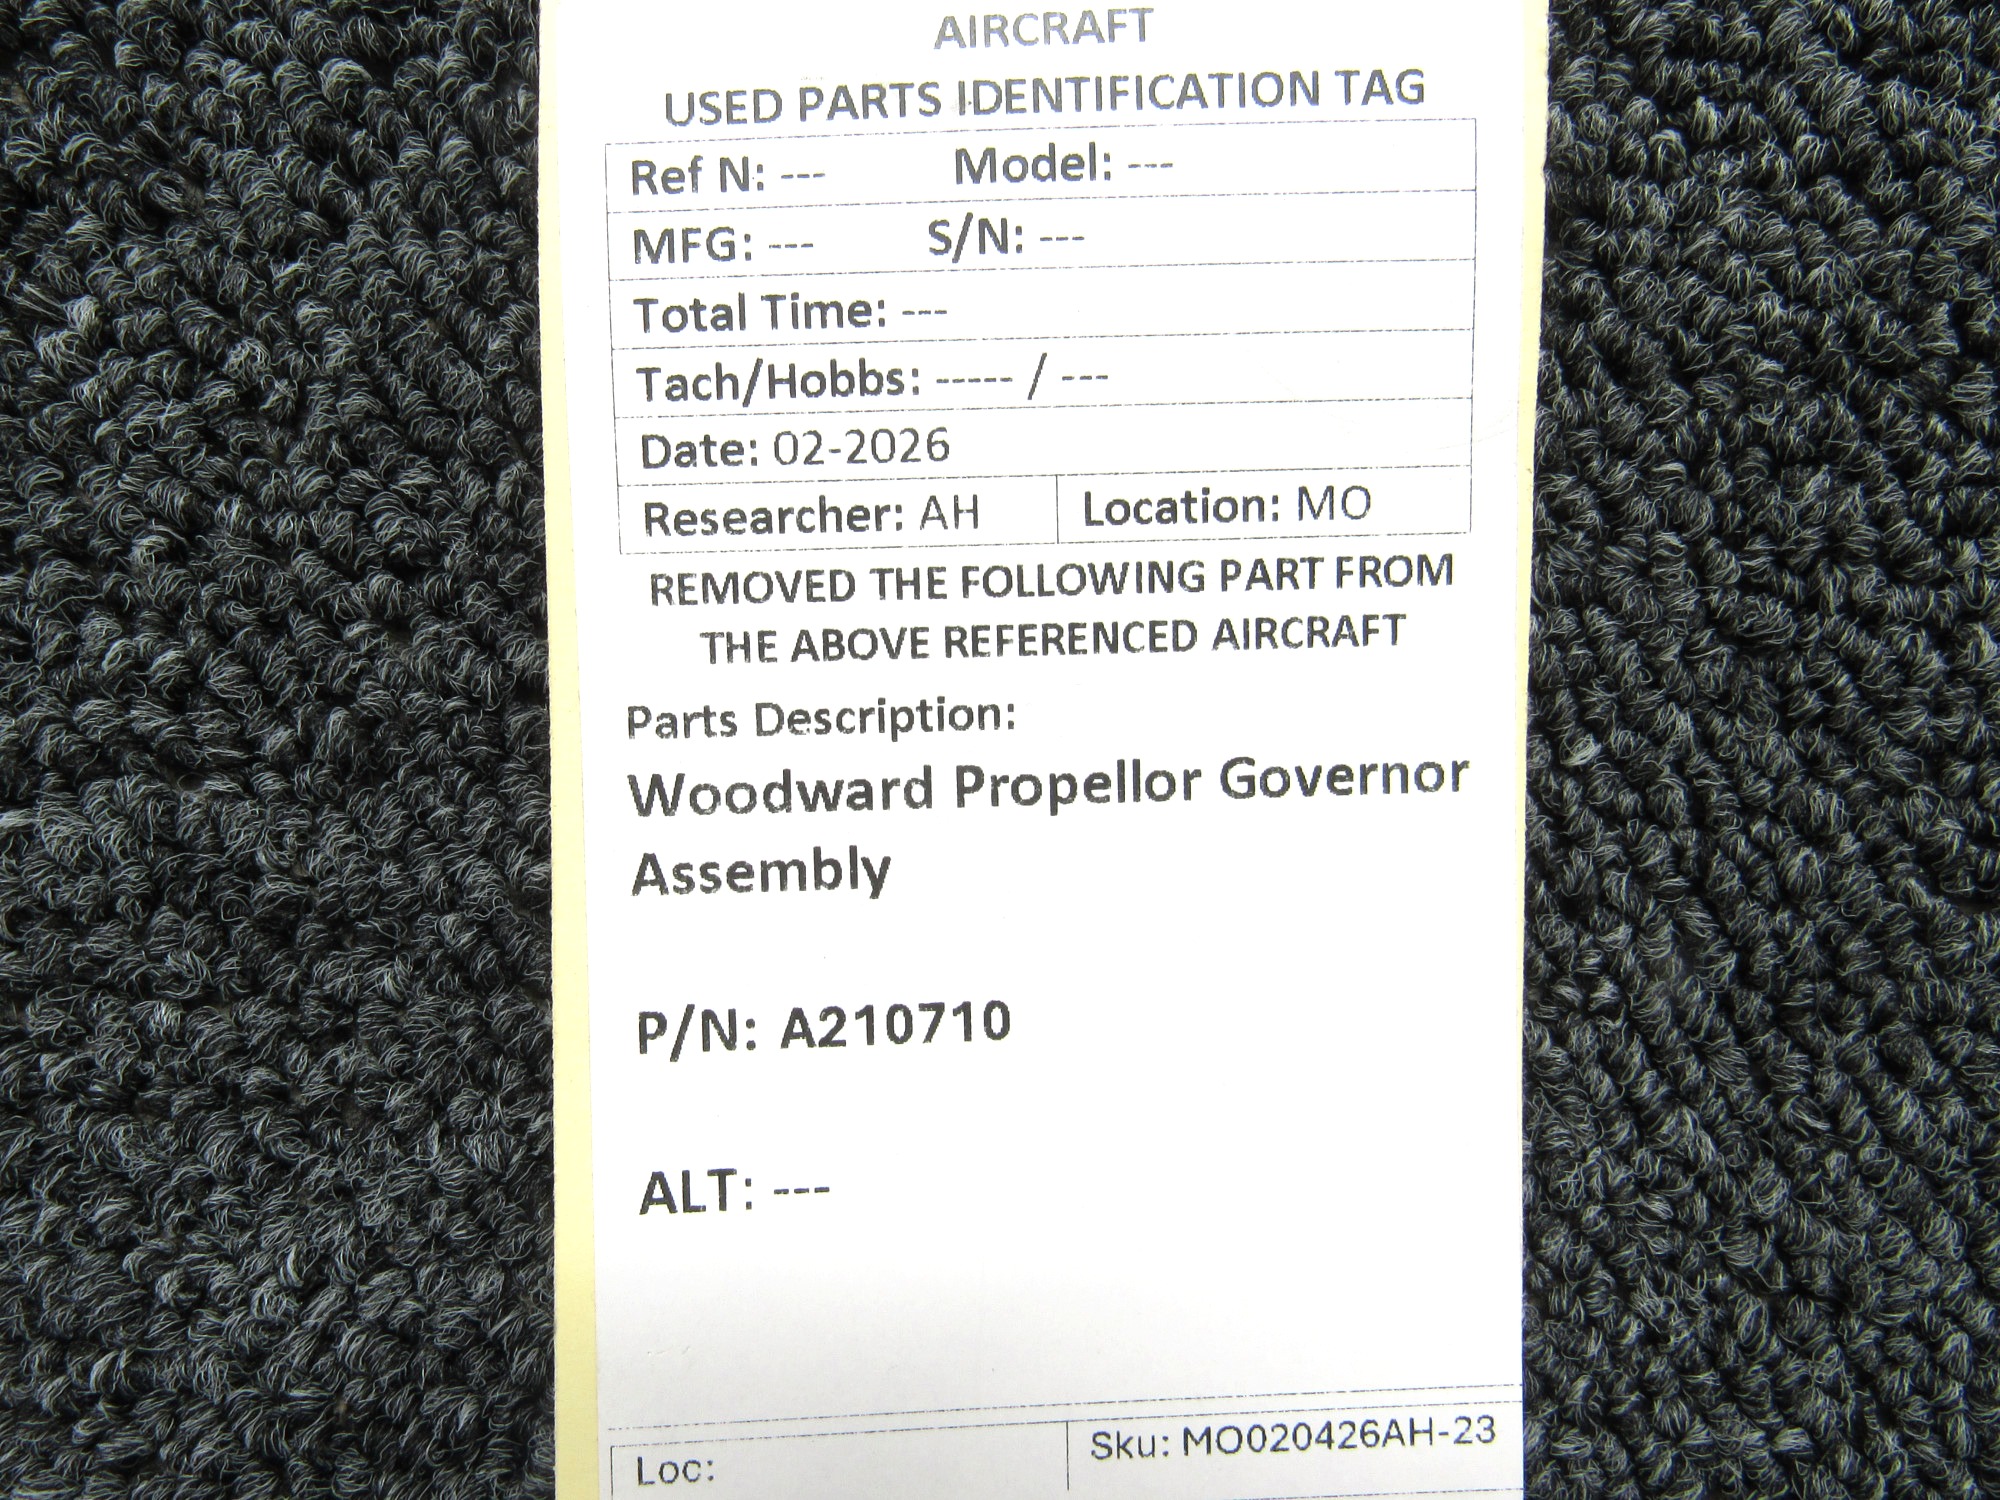 AIRCRAFT
USED PARTS IDENTIFICATION TAG
Ref N: --- Model: ---
MFG: --- S/N: ---
Total Time: ---
Tach/Hobbs: ----- / ---
Date: 02-2026
Researcher: AH Location: MO
REMOVED THE FOLLOWING PART FROM
THE ABOVE REFERENCED AIRCRAFT
Parts Description:
Woodward Propellor Governor
Assembly
P/N: A210710
ALT: ---
Loc: Sku: MO020426AH-23